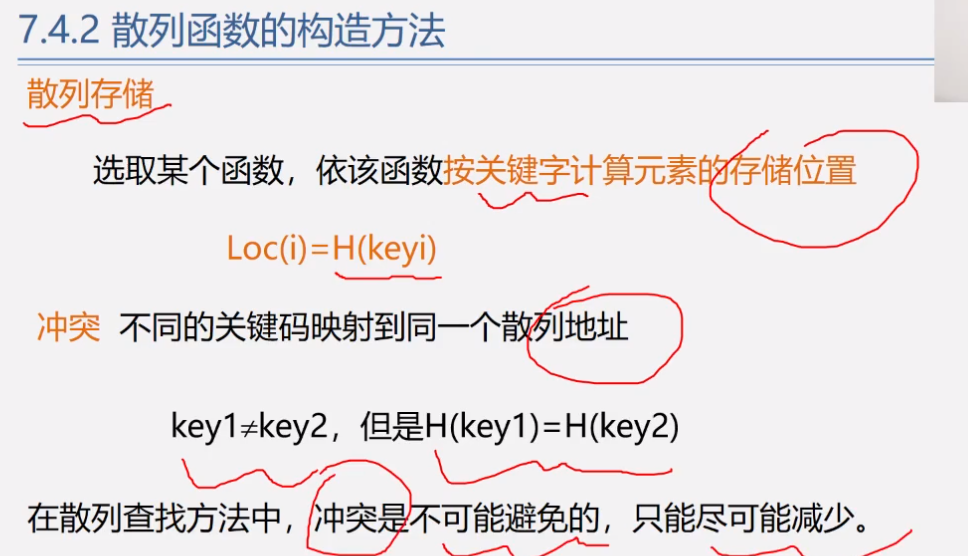 7.4.2 散列函数的构造方法
散列存储
选取某个函数，依该函数按关键字计算元素的存储位置
Loc(i)=H(keyi)
冲突 不同的关键码映射到同一个散列地址
key1≠key2，但是H(key1)=H(key2)
在散列查找方法中，冲突是不可能避免的，只能尽可能减少。